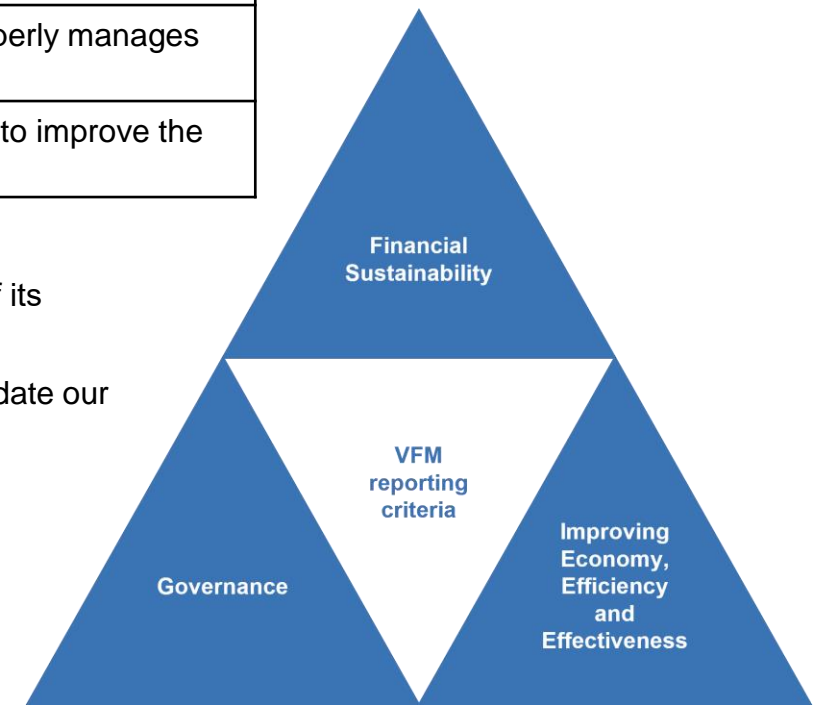 perly manages
to improve the
its
date our
Financial
Sustainability
VFM
reporting
criteria
Governance
Improving
Economy,
Efficiency
and
Effectiveness